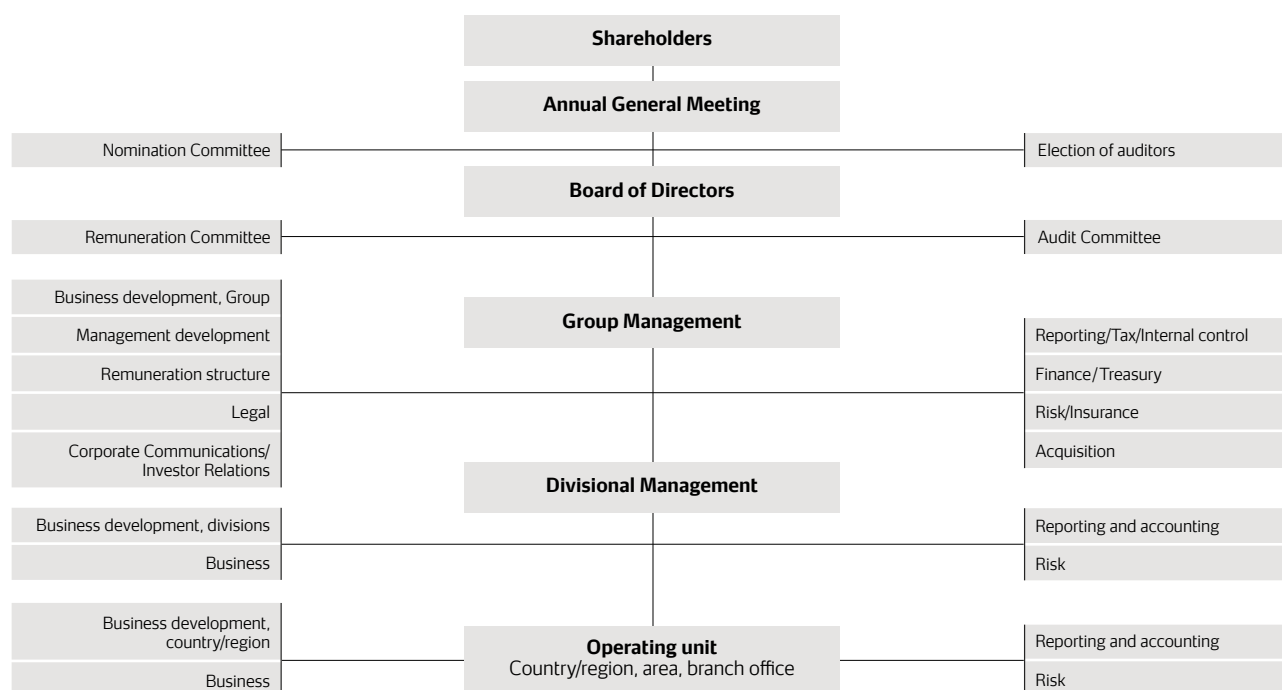 Shareholders
Annual General Meeting
Nomination Committee
Election of auditors
Board of Directors
Remuneration Committee
Audit Committee
Business development, Group
Management development
Remuneration structure
Legal
Corporate Communications/
Investor Relations
Group Management
Reporting/Tax/Internal control
Finance/Treasury
Risk/Insurance
Acquisition
Divisional Management
Business development, divisions
Business
Reporting and accounting
Risk
Business development,
country/region
Business
Operating unit
Country/region, area, branch office
Reporting and accounting
Risk